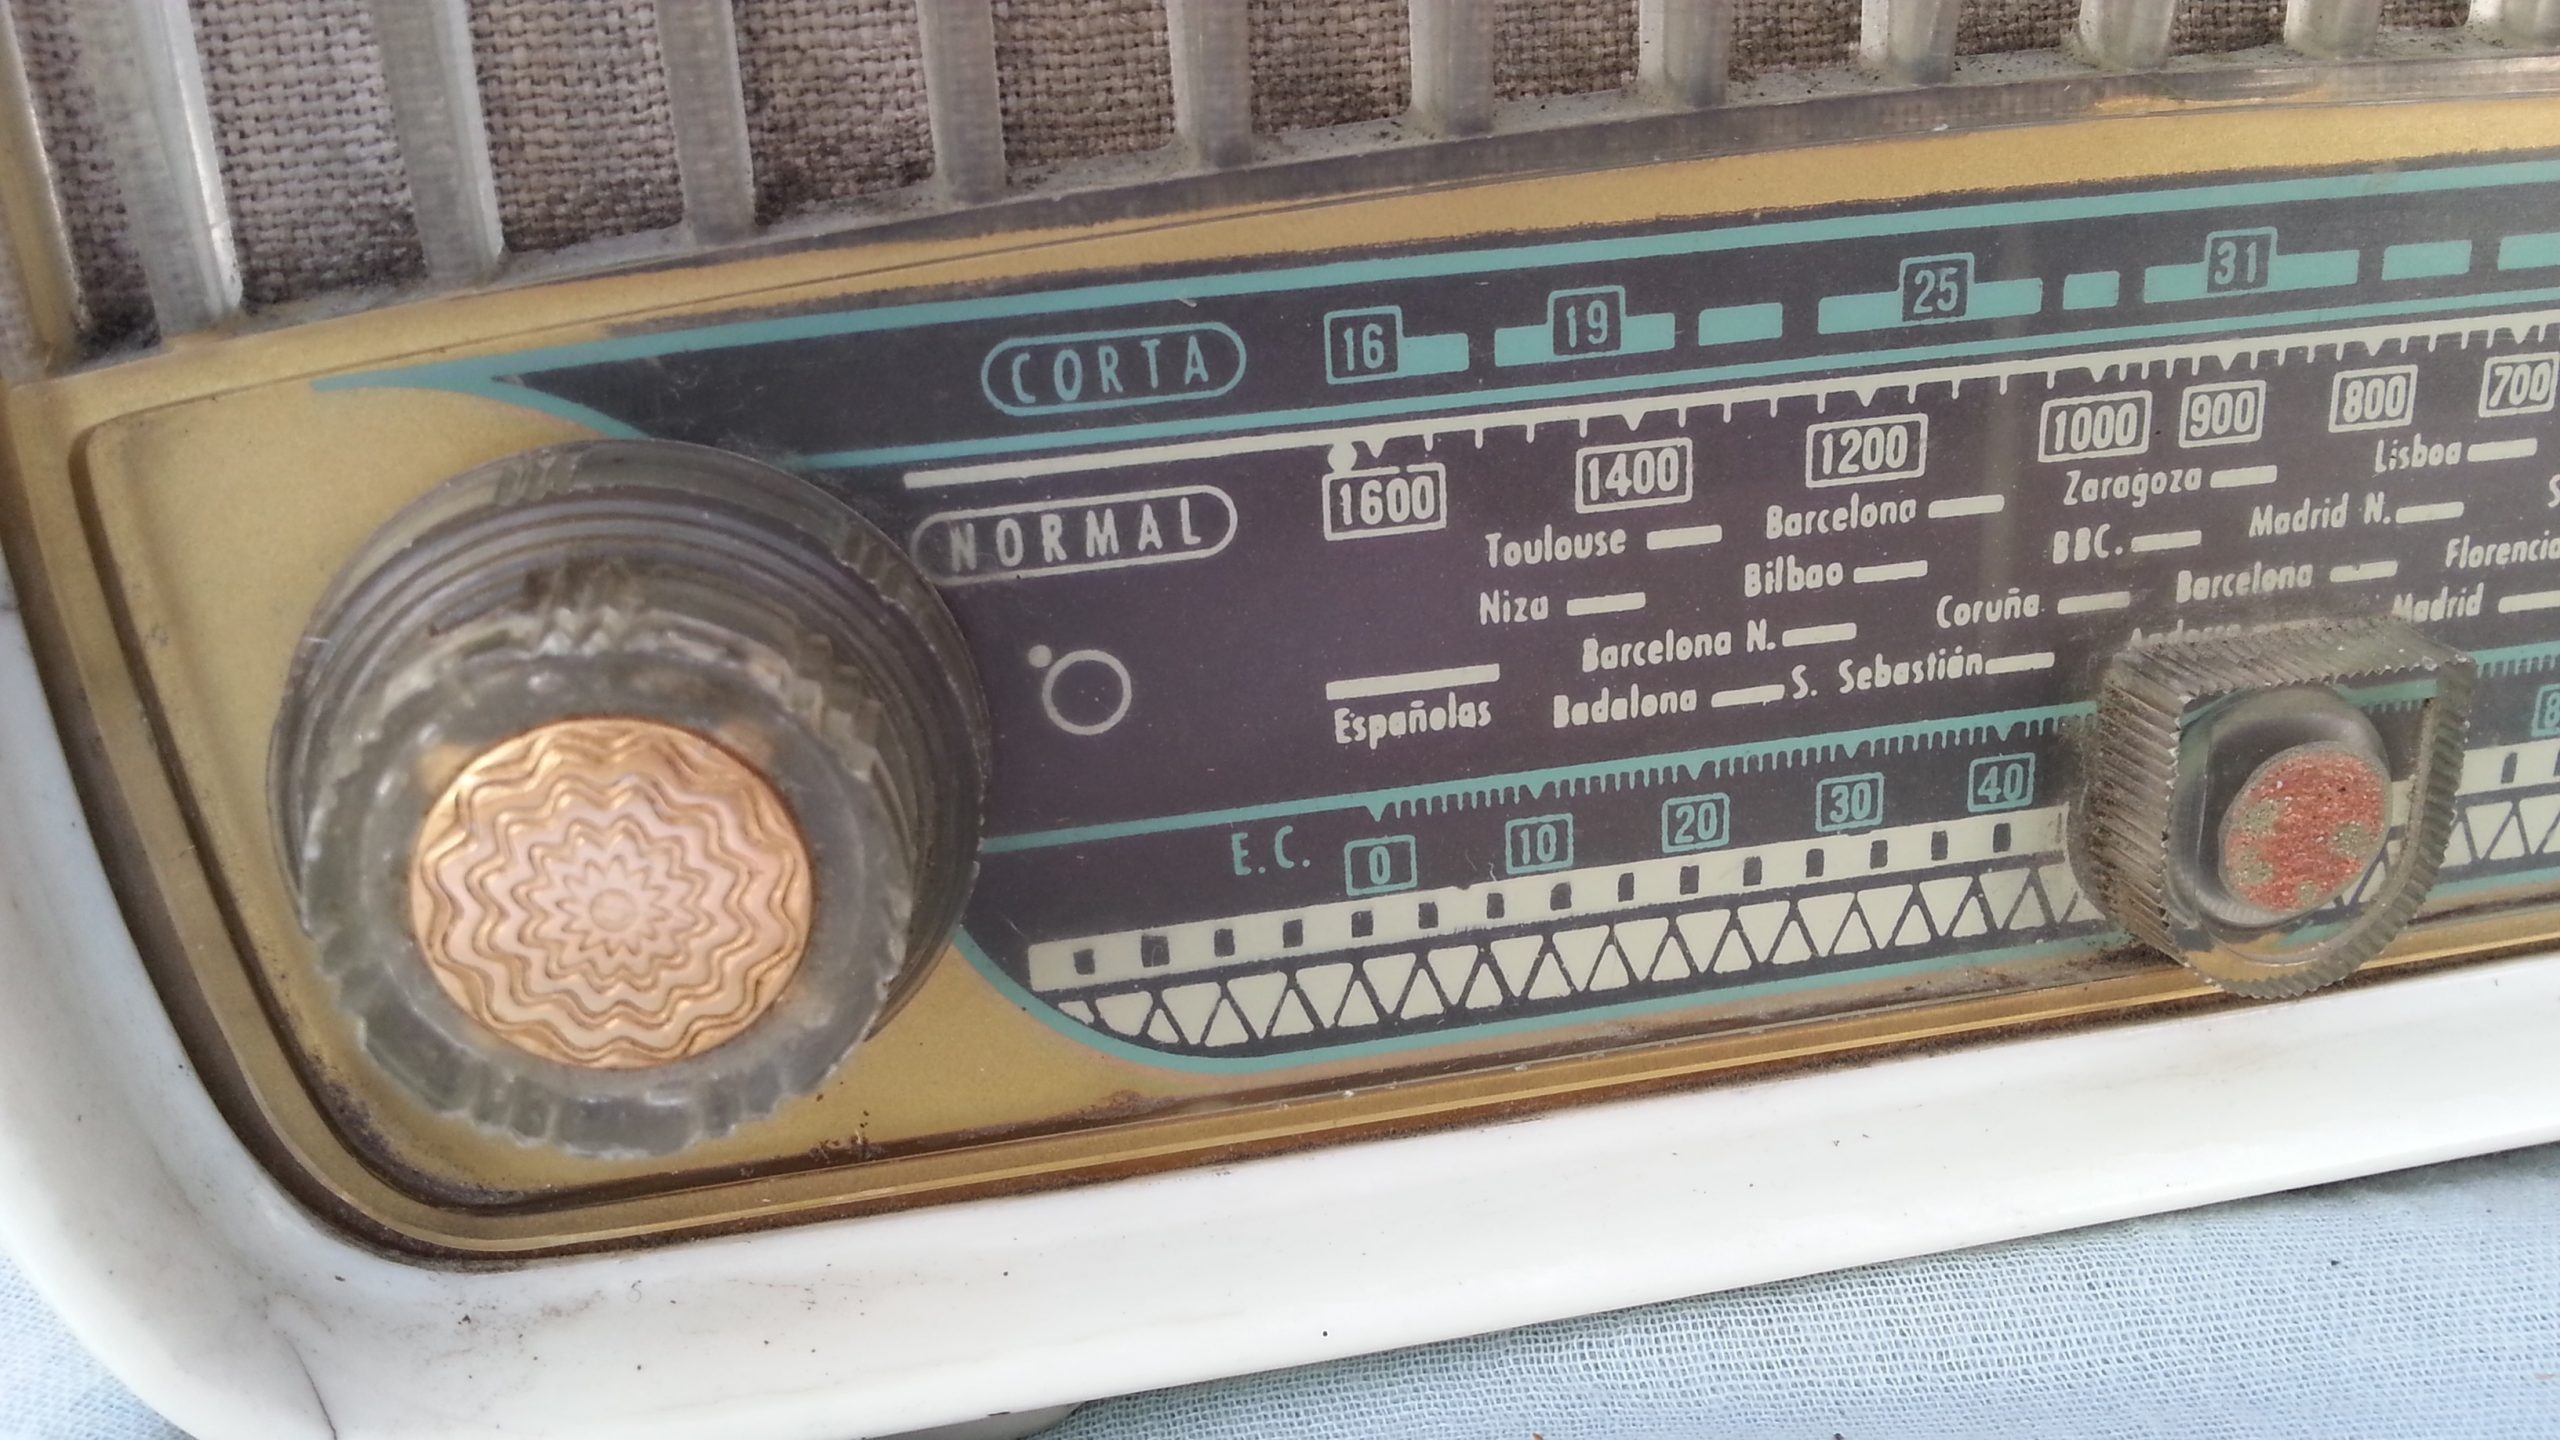 CORTA 16 19 25 31
NORMAL 1600 1400 1200 1000 900 800 700
Toulouse Barcelona Zaragoza Lisboa
Niza Bilbao BBC. Madrid N.
Barcelona N. Coruña Barcelona Florencia
Españolas Badalona S. Sebastián Madrid
E.C. 0 10 20 30 40